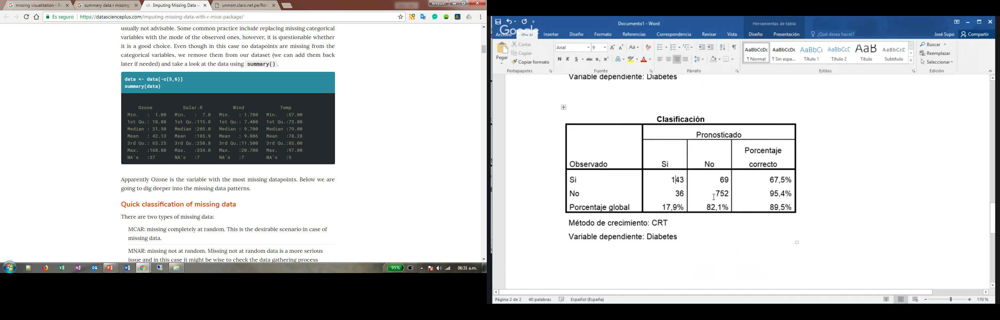 missing visualitation - Bu
summary data r missing
Imputing Missing Data w
unmsm.claro.net.pe/Resu
Breyson
Es seguro
https://datascienceplus.com/imputing-missing-data-with-r-mice-package/
usually not advisable. Some common practice include replacing missing categorical
variables with the mode of the observed ones, however, it is questionable whether
it is a good choice. Even though in this case no datapoints are missing from the
categorical variables, we remove them from our dataset (we can add them back
later if needed) and take a look at the data using summary() .
data <- data[-c(5,6)]
summary(data)
Ozone Solar.R Wind Temp
Min. : 1.00 Min. : 7.0 Min. : 1.700 Min. :57.00
1st Qu.: 18.00 1st Qu.:115.8 1st Qu.: 7.400 1st Qu.:73.00
Median : 31.50 Median :205.0 Median : 9.700 Median :79.00
Mean : 42.13 Mean :185.9 Mean : 9.806 Mean :78.28
3rd Qu.: 63.25 3rd Qu.:258.8 3rd Qu.:11.500 3rd Qu.:85.00
Max. :168.00 Max. :334.0 Max. :20.700 Max. :97.00
NA's :37 NA's :7 NA's :7 NA's :5
Apparently Ozone is the variable with the most missing datapoints. Below we are
going to dig deeper into the missing data patterns.
Quick classification of missing data
There are two types of missing data:
MCAR: missing completely at random. This is the desirable scenario in case of
missing data.
MNAR: missing not at random. Missing not at random data is a more serious
issue and in this case it might be wise to check the data gathering process
95%
06:31 a.m.
Documento1 - Word
Herramientas de tabla
Google
Archivo Inicio Insertar Diseño Formato Referencias Correspondencia Revisar Vista Diseño Presentación ¿Qué desea hacer? José Supo Compartir
Pegar
Cortar
Copiar
Copiar formato
Portapapeles
Arial 9 Aa
N K S abc x₂ x²
Fuente
Párrafo
AaBbCcDc AaBbCcDc AaBbCc AaBbCcD AaB AaBbCcD
¶ Normal ¶ Sin espa... Título 1 Título 2 Título Subtítulo
Estilos
Buscar
Reemplazar
Seleccionar
Edición
Variable dependiente: Diabetes
Clasificación
Pronosticado
Observado Si No Porcentaje correcto
Si 143 69 67,5%
No 36 752 95,4%
Porcentaje global 17,9% 82,1% 89,5%
Método de crecimiento: CRT
Variable dependiente: Diabetes
Página 2 de 2 40 palabras Español (España) 170 %